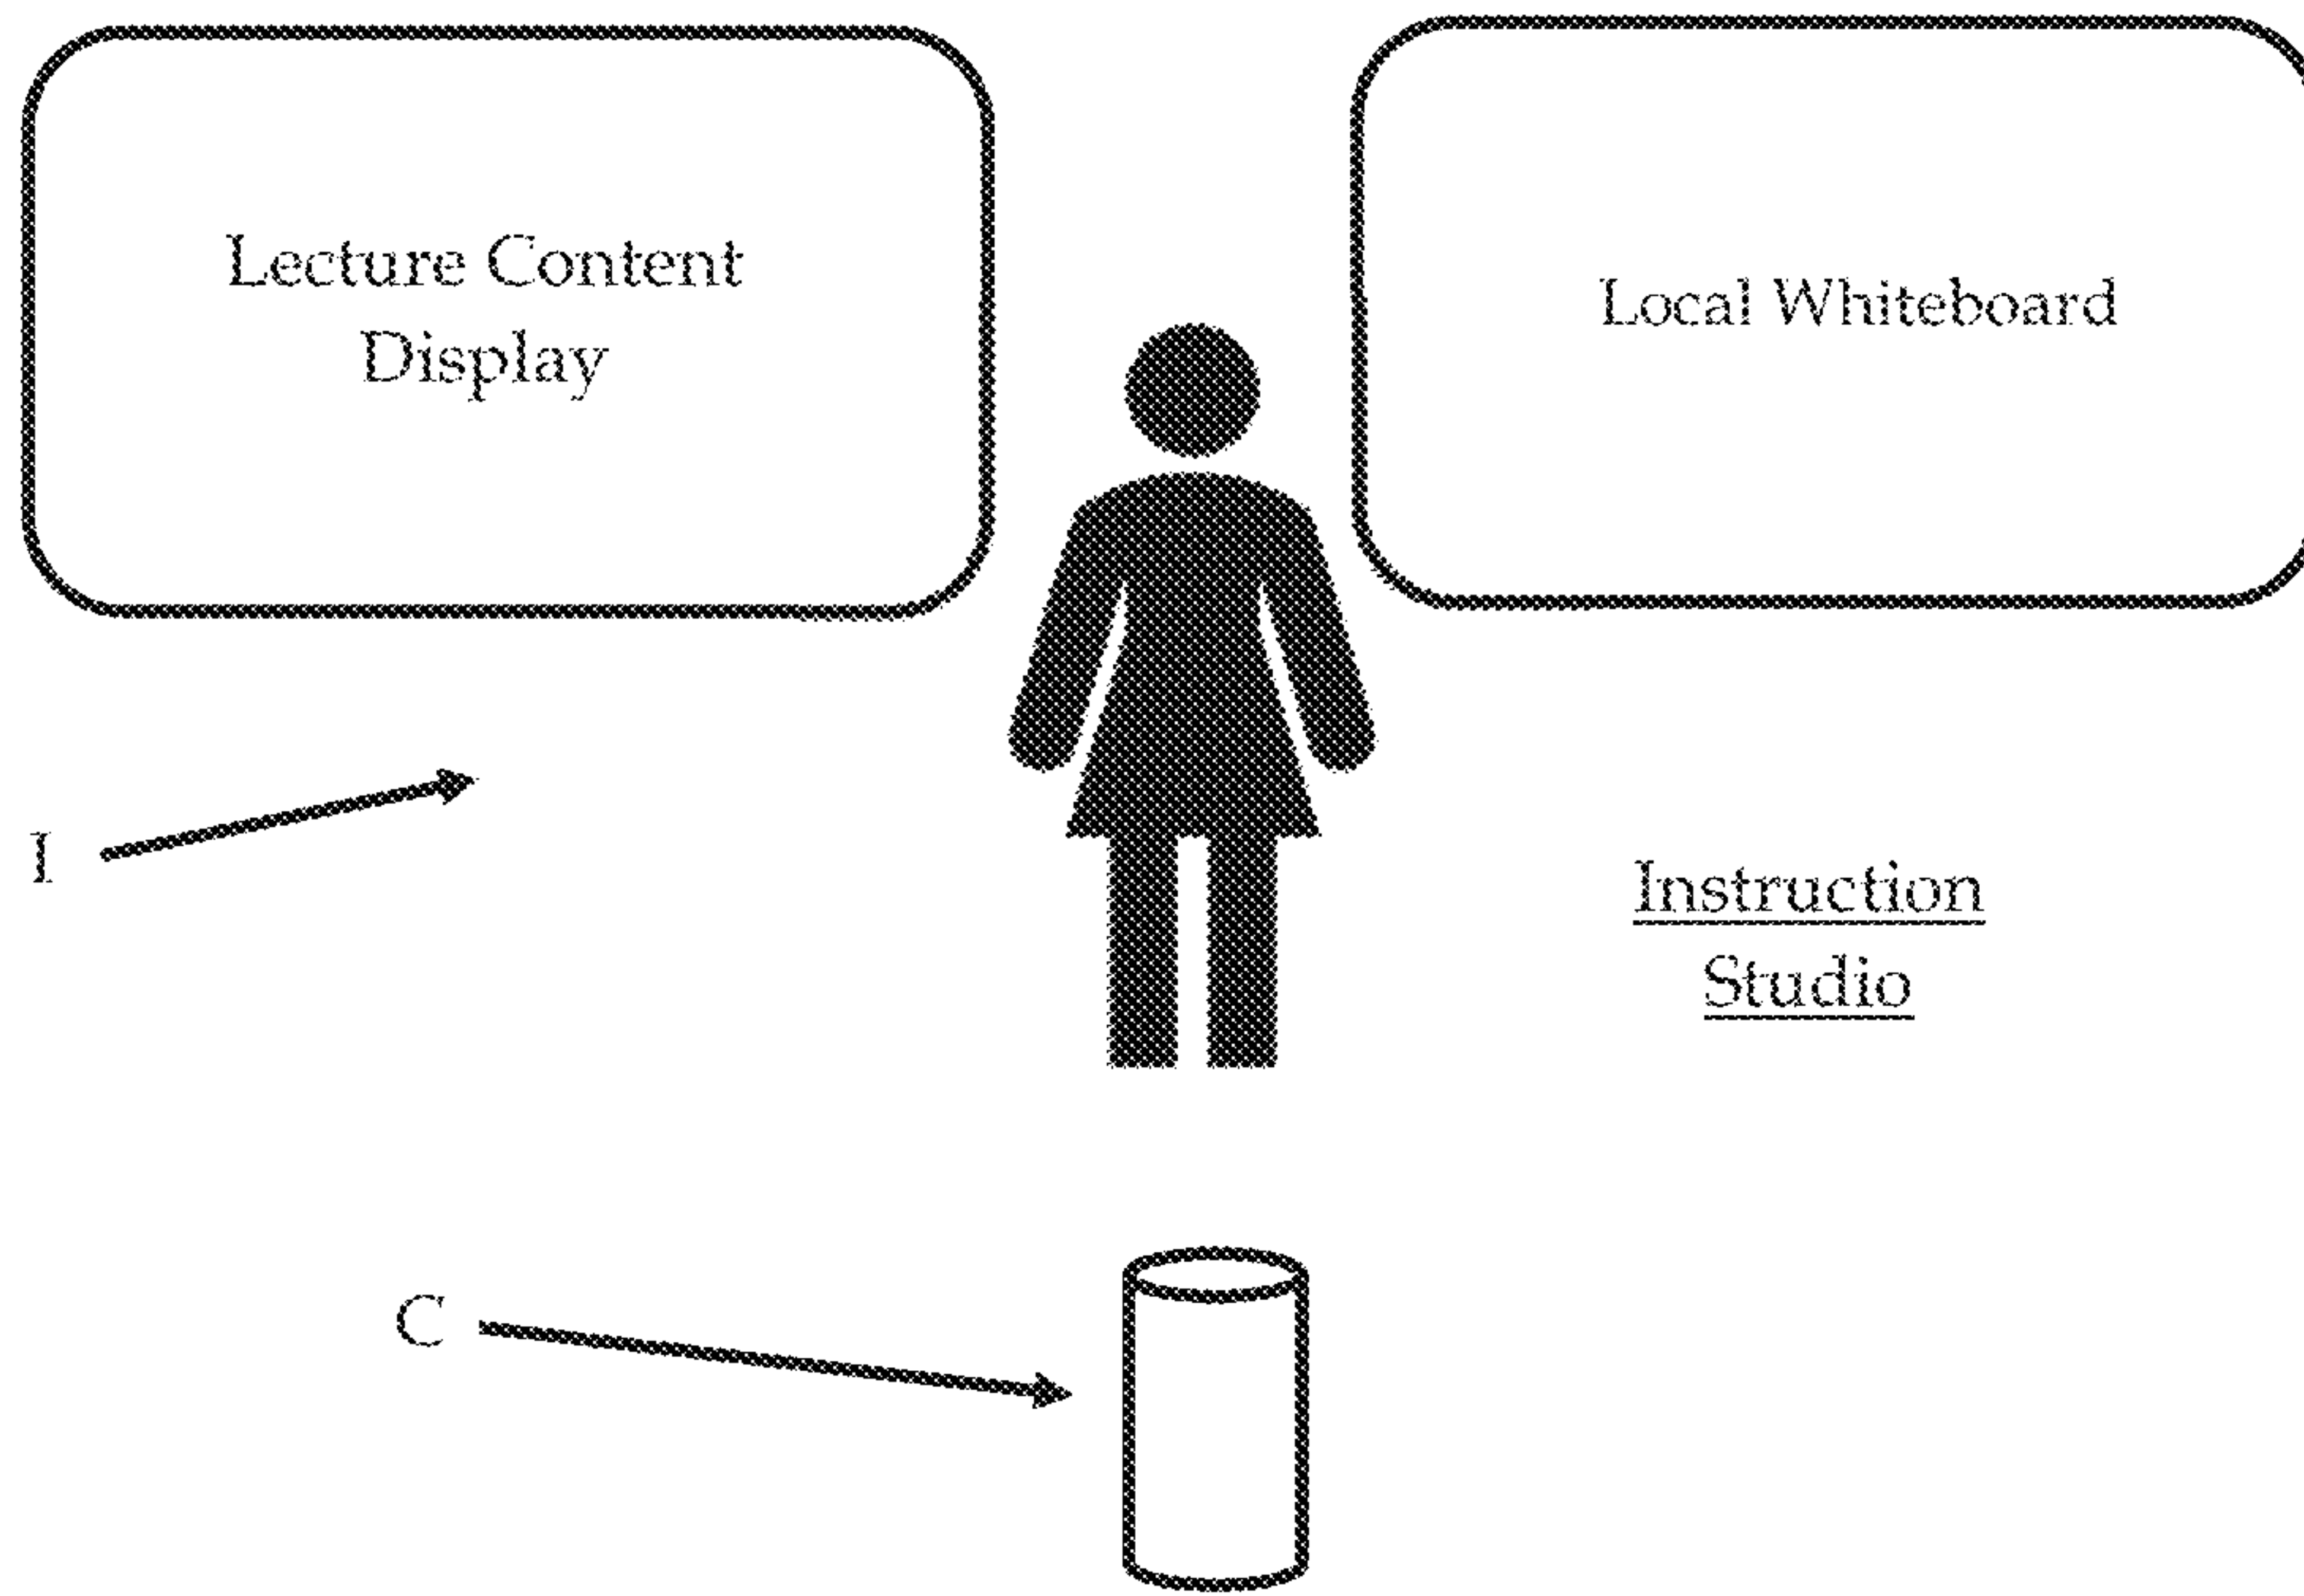 Lecture Content
Display
Local Whiteboard
I
Instruction
Studio
C